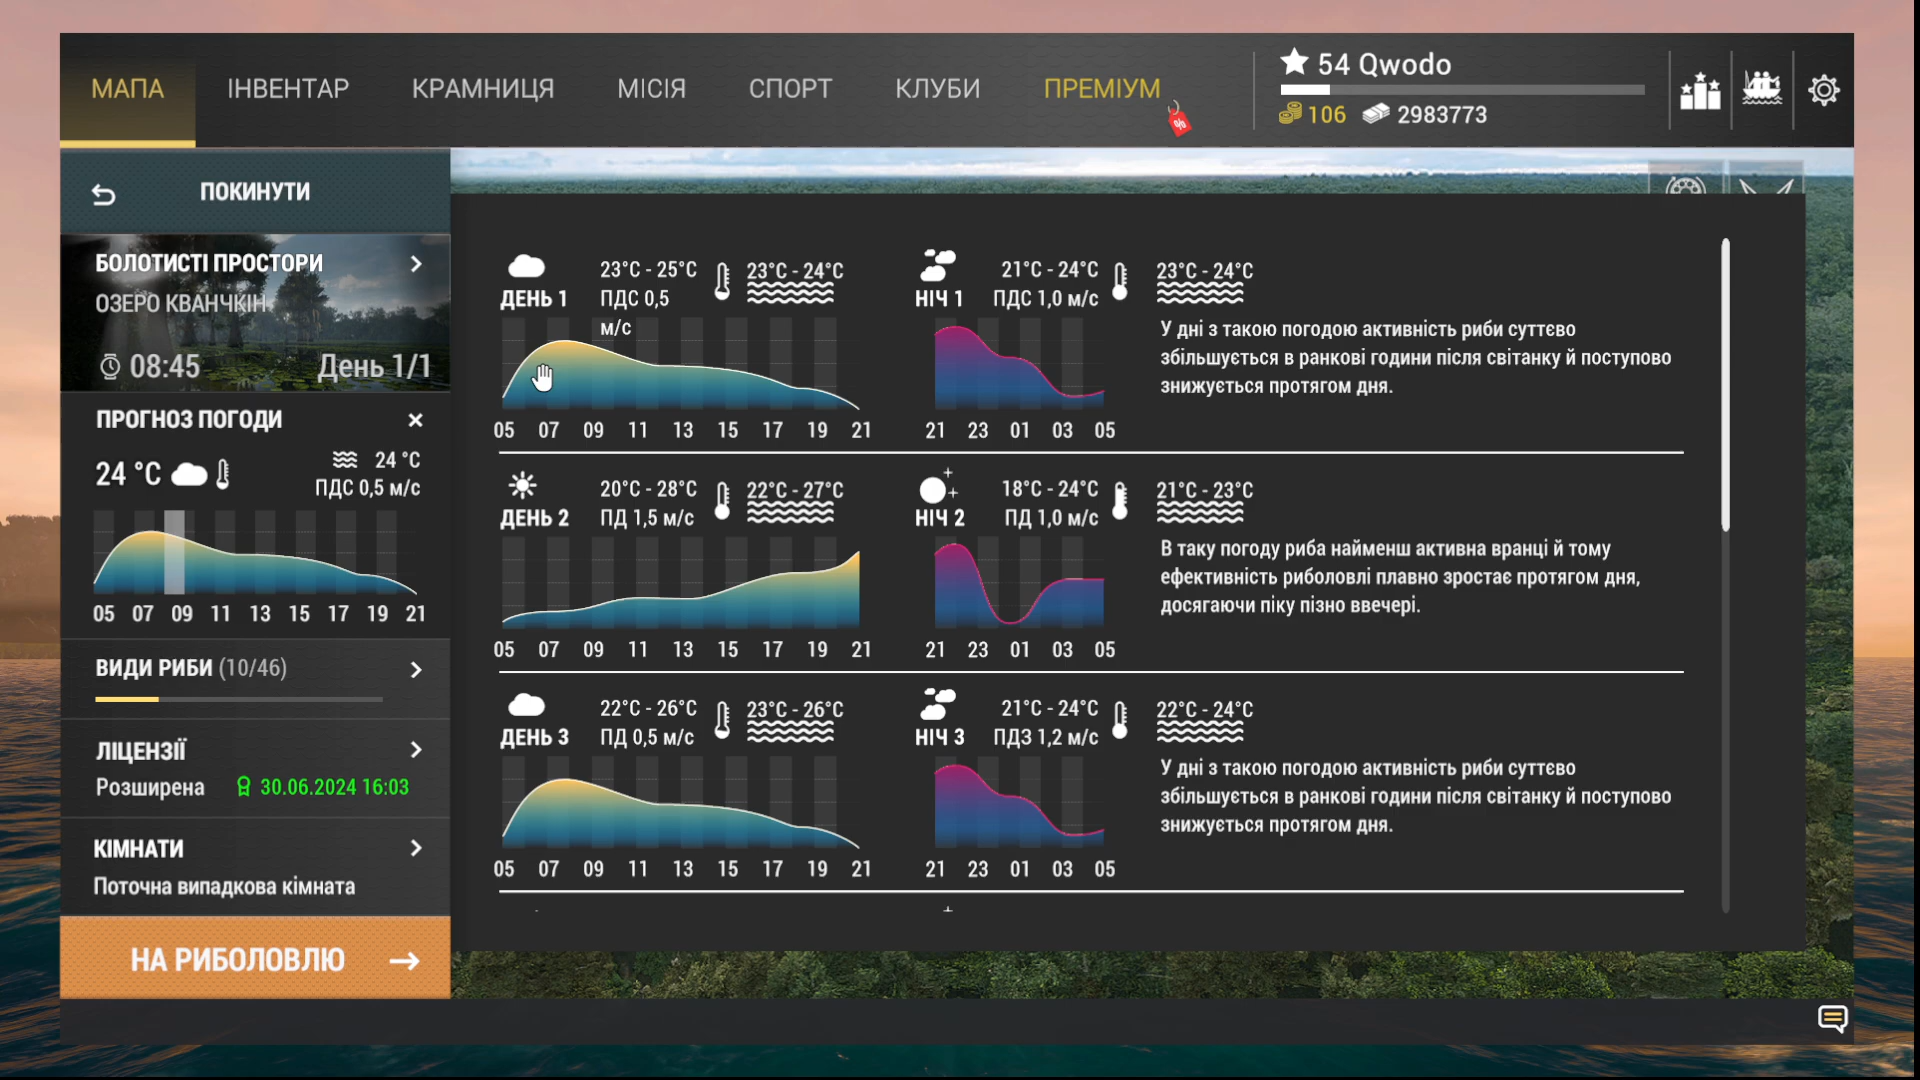 МАПА
ІНВЕНТАР
КРАМНИЦЯ
МІСІЯ
СПОРТ
КЛУБИ
ПРЕМІУМ
%
54 Qwodo
106 2983773
ПОКИНУТИ
БОЛОТИСТІ ПРОСТОРИ
ОЗЕРО КВАНЧКІН
08:45 День 1/1
ПРОГНОЗ ПОГОДИ
24 °C
24 °C
ПДС 0,5 м/с
05 07 09 11 13 15 17 19 21
ВИДИ РИБИ (10/46)
ЛІЦЕНЗІЇ
Розширена 30.06.2024 16:03
КІМНАТИ
Поточна випадкова кімната
НА РИБОЛОВЛЮ
ДЕНЬ 1
23°C - 25°C
ПДС 0,5
м/с
23°C - 24°C
05 07 09 11 13 15 17 19 21
НІЧ 1
21°C - 24°C
ПДС 1,0 м/с
23°C - 24°C
21 23 01 03 05
У дні з такою погодою активність риби суттєво
збільшується в ранкові години після світанку й поступово
знижується протягом дня.
ДЕНЬ 2
20°C - 28°C
ПД 1,5 м/с
22°C - 27°C
05 07 09 11 13 15 17 19 21
НІЧ 2
18°C - 24°C
ПД 1,0 м/с
21°C - 23°C
21 23 01 03 05
В таку погоду риба найменш активна вранці й тому
ефективність риболовлі плавно зростає протягом дня,
досягаючи піку пізно ввечері.
ДЕНЬ 3
22°C - 26°C
ПД 0,5 м/с
23°C - 26°C
05 07 09 11 13 15 17 19 21
НІЧ 3
21°C - 24°C
ПДЗ 1,2 м/с
22°C - 24°C
21 23 01 03 05
У дні з такою погодою активність риби суттєво
збільшується в ранкові години після світанку й поступово
знижується протягом дня.